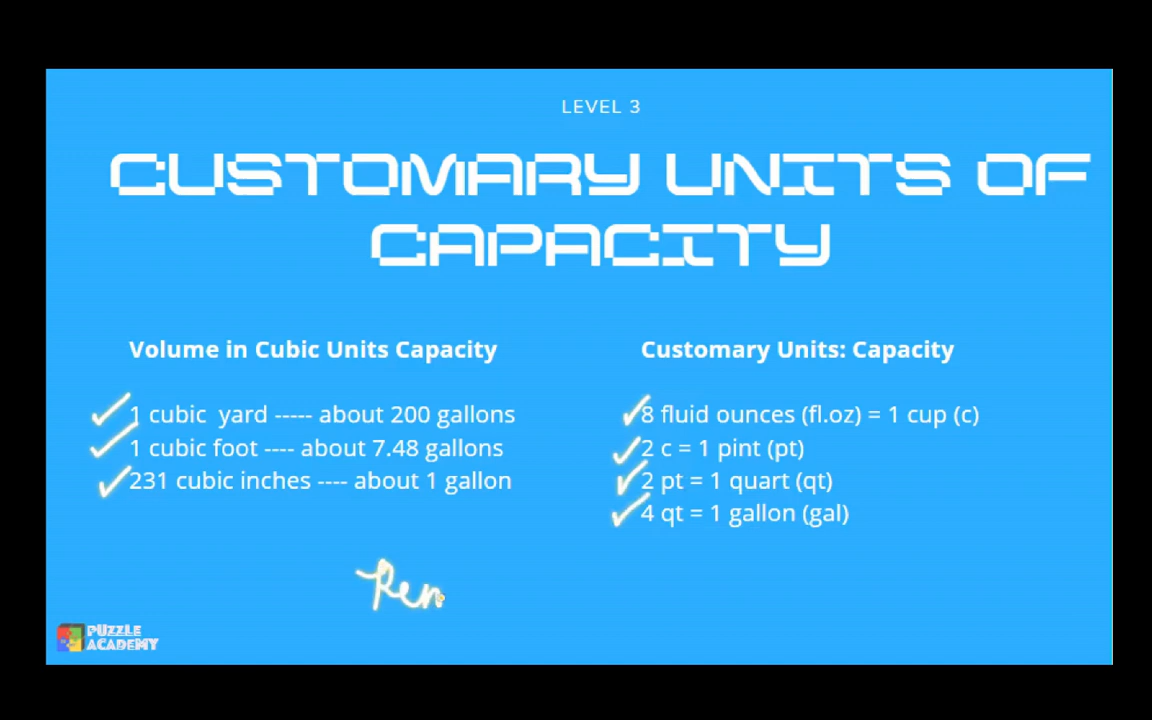 LEVEL 3
CUSTOMARY UNITS OF
CAPACITY
Volume in Cubic Units Capacity
1 cubic yard ----- about 200 gallons
1 cubic foot ---- about 7.48 gallons
231 cubic inches ---- about 1 gallon
Customary Units: Capacity
8 fluid ounces (fl.oz) = 1 cup (c)
2 c = 1 pint (pt)
2 pt = 1 quart (qt)
4 qt = 1 gallon (gal)
Ren
PUZZLE
ACADEMY